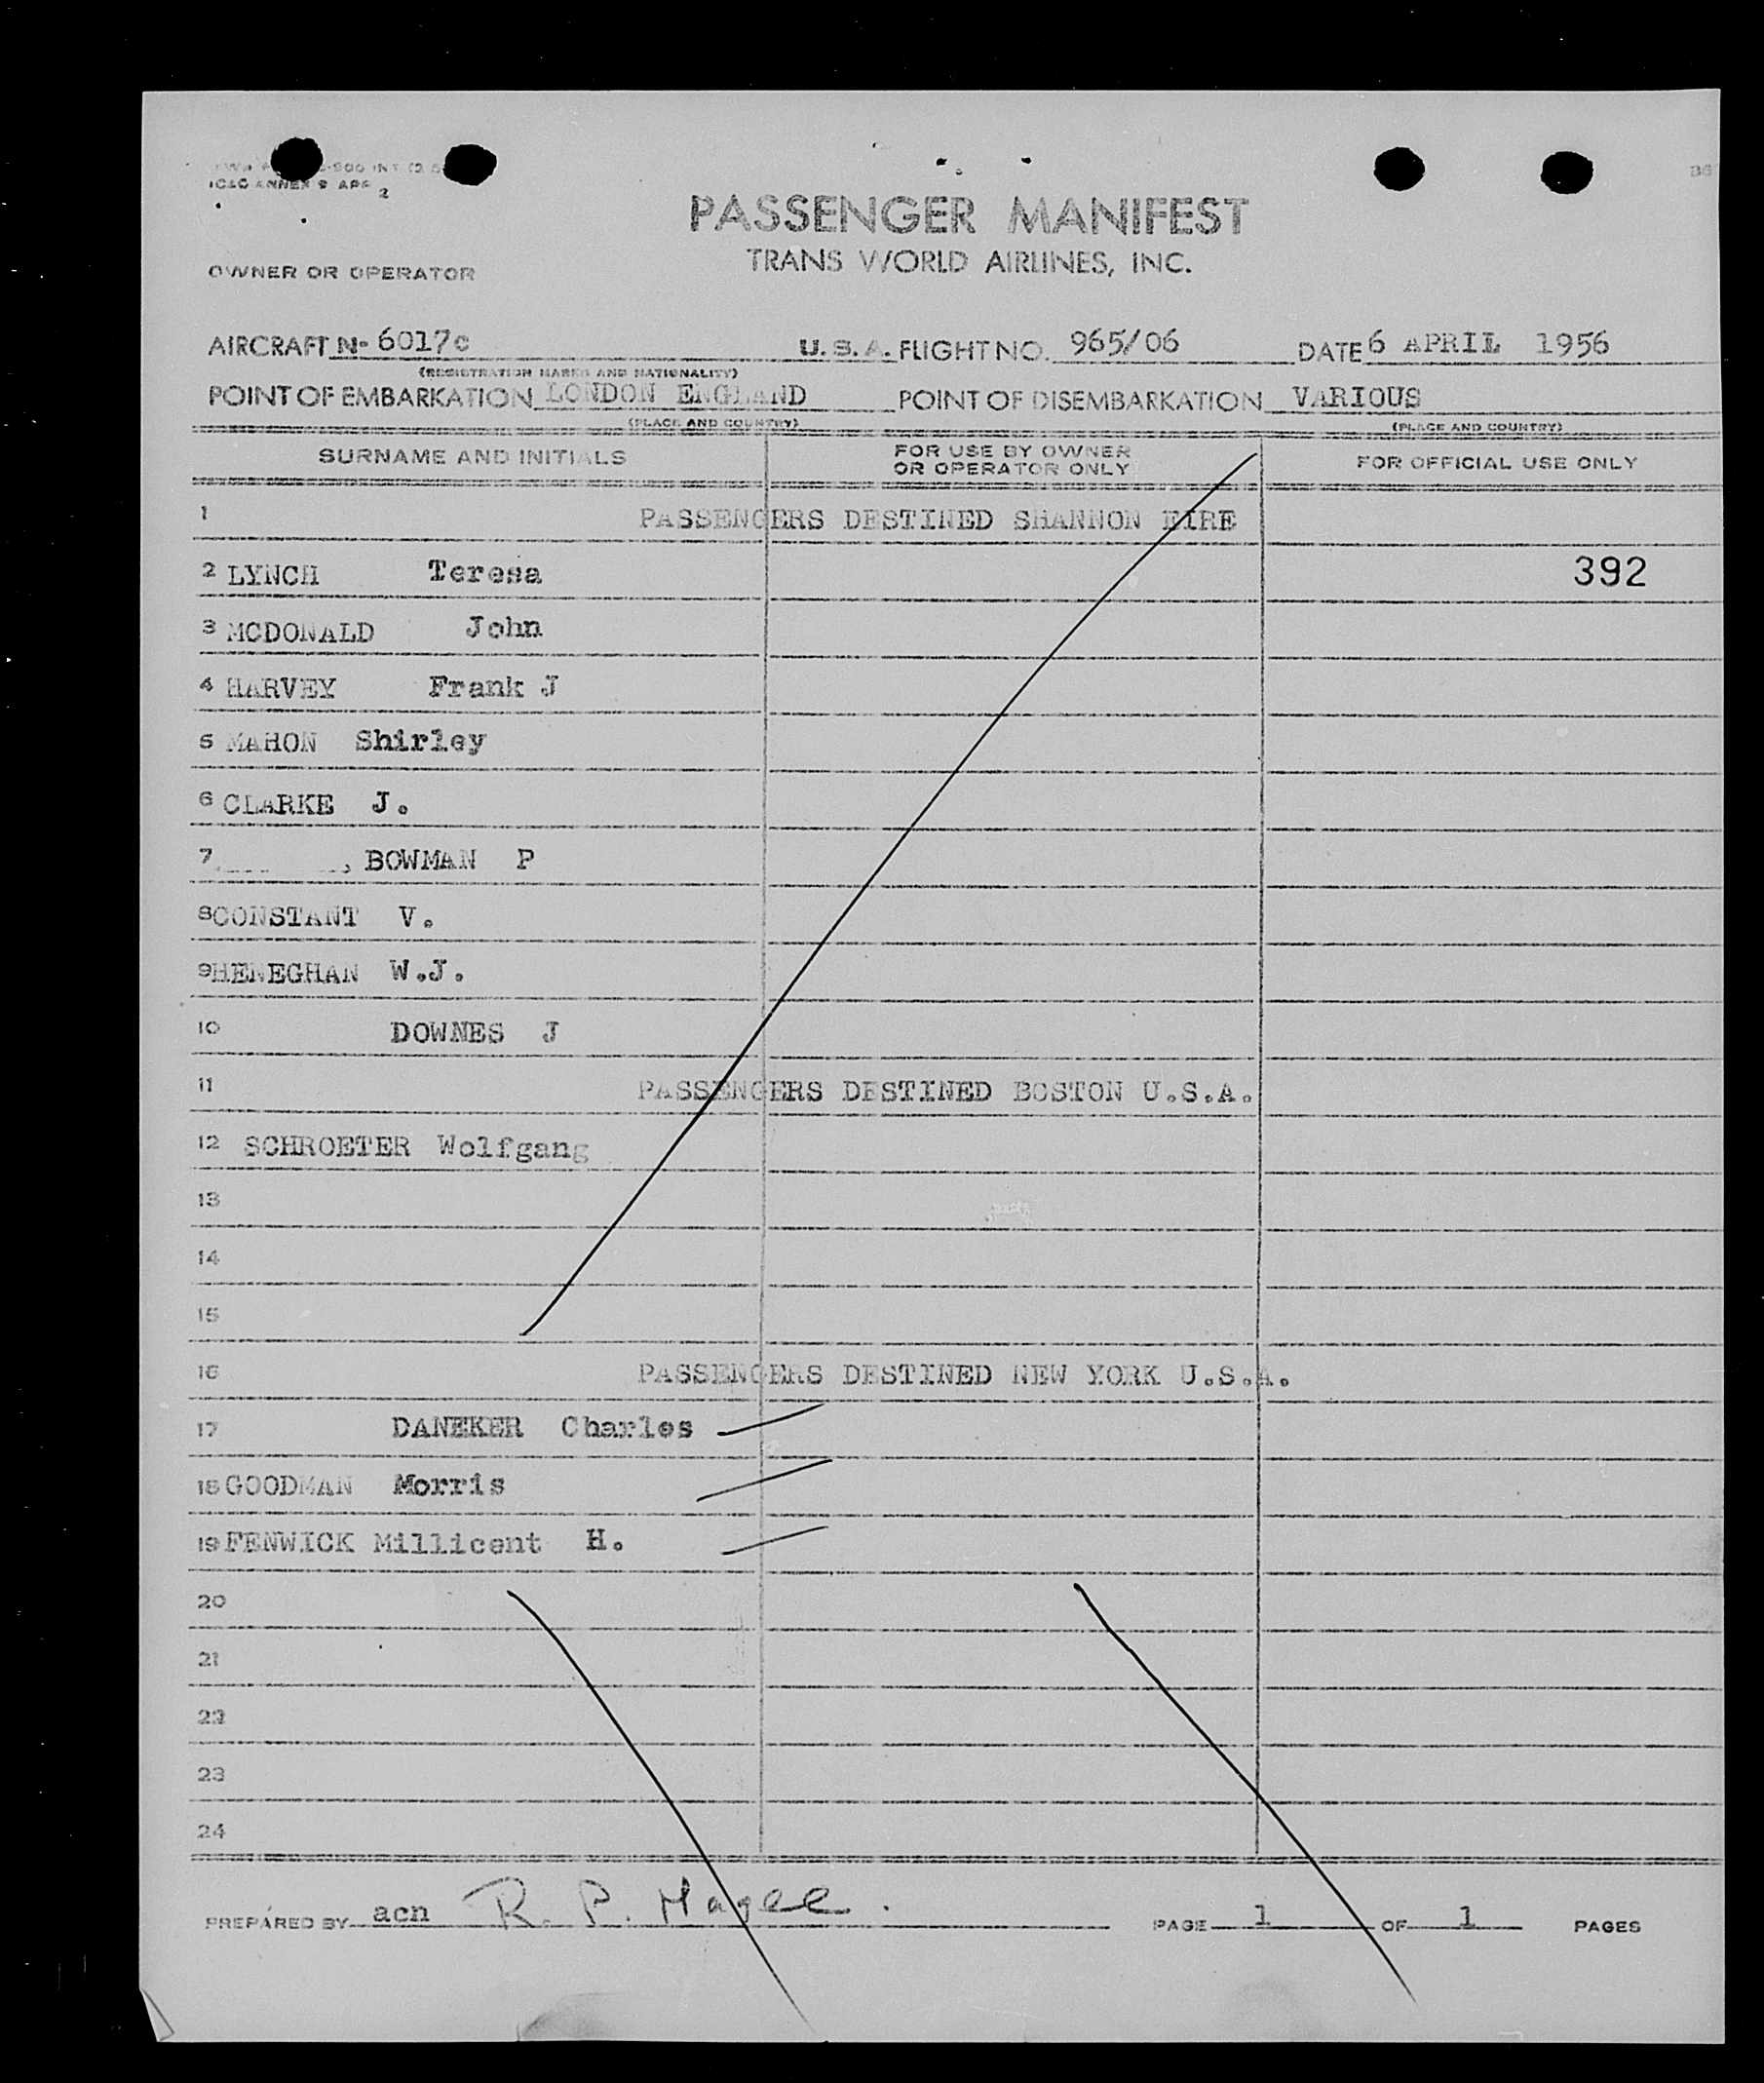 ICAO ANNEX 9 APP 2
PASSENGER MANIFEST
TRANS WORLD AIRLINES, INC.
OWNER OR OPERATOR
AIRCRAFT Nº 6017c U.S.A. FLIGHT NO. 965/06 DATE 6 APRIL 1956
(REGISTRATION MARKS AND NATIONALITY)
POINT OF EMBARKATION LONDON ENGLAND POINT OF DISEMBARKATION VARIOUS
(PLACE AND COUNTRY) (PLACE AND COUNTRY)
SURNAME AND INITIALS FOR USE BY OWNER OR OPERATOR ONLY FOR OFFICIAL USE ONLY
1 PASSENGERS DESTINED SHANNON EIRE
2 LYNCH Teresa 392
3 MCDONALD John
4 HARVEY Frank J
5 MAHON Shirley
6 CLARKE J.
7 , BOWMAN P
8 CONSTANT V.
9 HENEGHAN W.J.
10 DOWNES J
11 PASSENGERS DESTINED BOSTON U.S.A.
12 SCHROETER Wolfgang
13
14
15
16 PASSENGERS DESTINED NEW YORK U.S.A.
17 DANEKER Charles
18 GOODMAN Morris
19 FENWICK Millicent H.
20
21
22
23
24
PREPARED BY acn R. P. Magee. PAGE 1 OF 1 PAGES